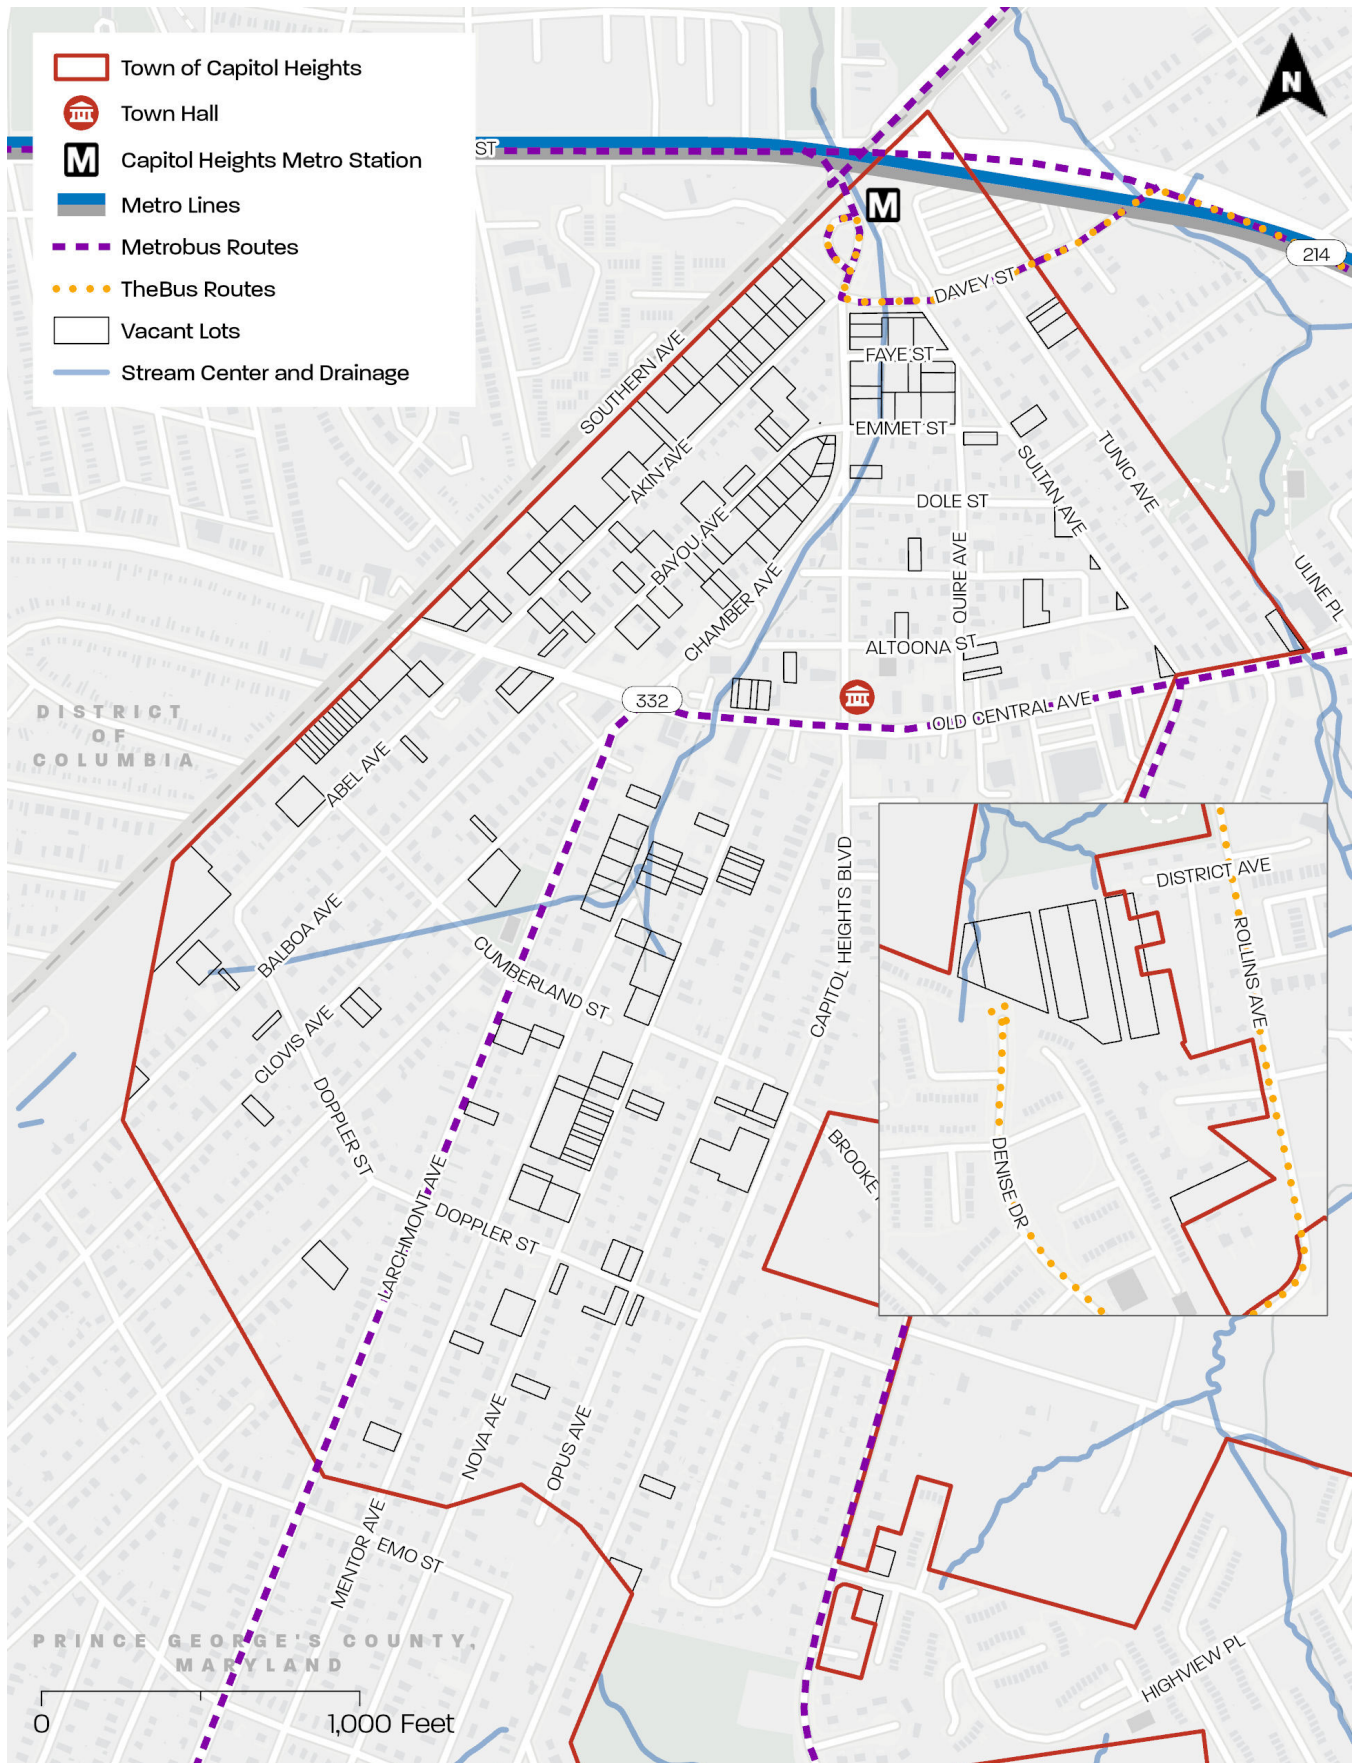 Town of Capitol Heights
Town Hall
M
Capitol Heights Metro Station
Metro Lines
Metrobus Routes
TheBus Routes
Vacant Lots
Stream Center and Drainage
N
ST
M
214
DAVEY ST
SOUTHERN AVE
FAYE ST
EMMET ST
AKIN AVE
TUNIC AVE
SULTAN AVE
DOLE ST
BAYOU AVE
QUIRE AVE
ULINE PL
CHAMBER AVE
ALTOONA ST
332
OLD CENTRAL AVE
DISTRICT
OF
COLUMBIA
ABEL AVE
CAPITOL HEIGHTS BLVD
DISTRICT AVE
BALBOA AVE
ROLLINS AVE
CUMBERLAND ST
CLOVIS AVE
DOPPLER ST
BROOKE
DENISE DR
LARCHMONT AVE
DOPPLER ST
NOVA AVE
OPUS AVE
MENTOR AVE
EMO ST
PRINCE GEORGE'S COUNTY,
MARYLAND
HIGHVIEW PL
0
1,000 Feet